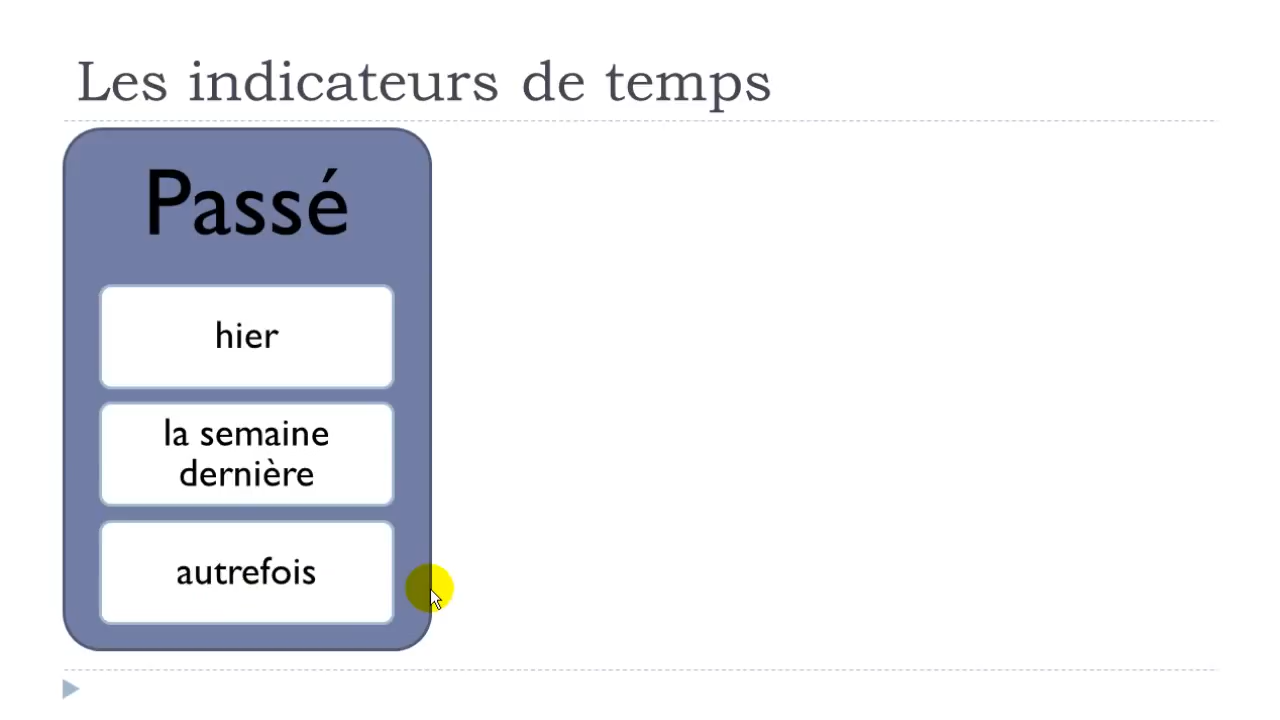 Les indicateurs de temps
Passé
hier
la semaine
dernière
autrefois